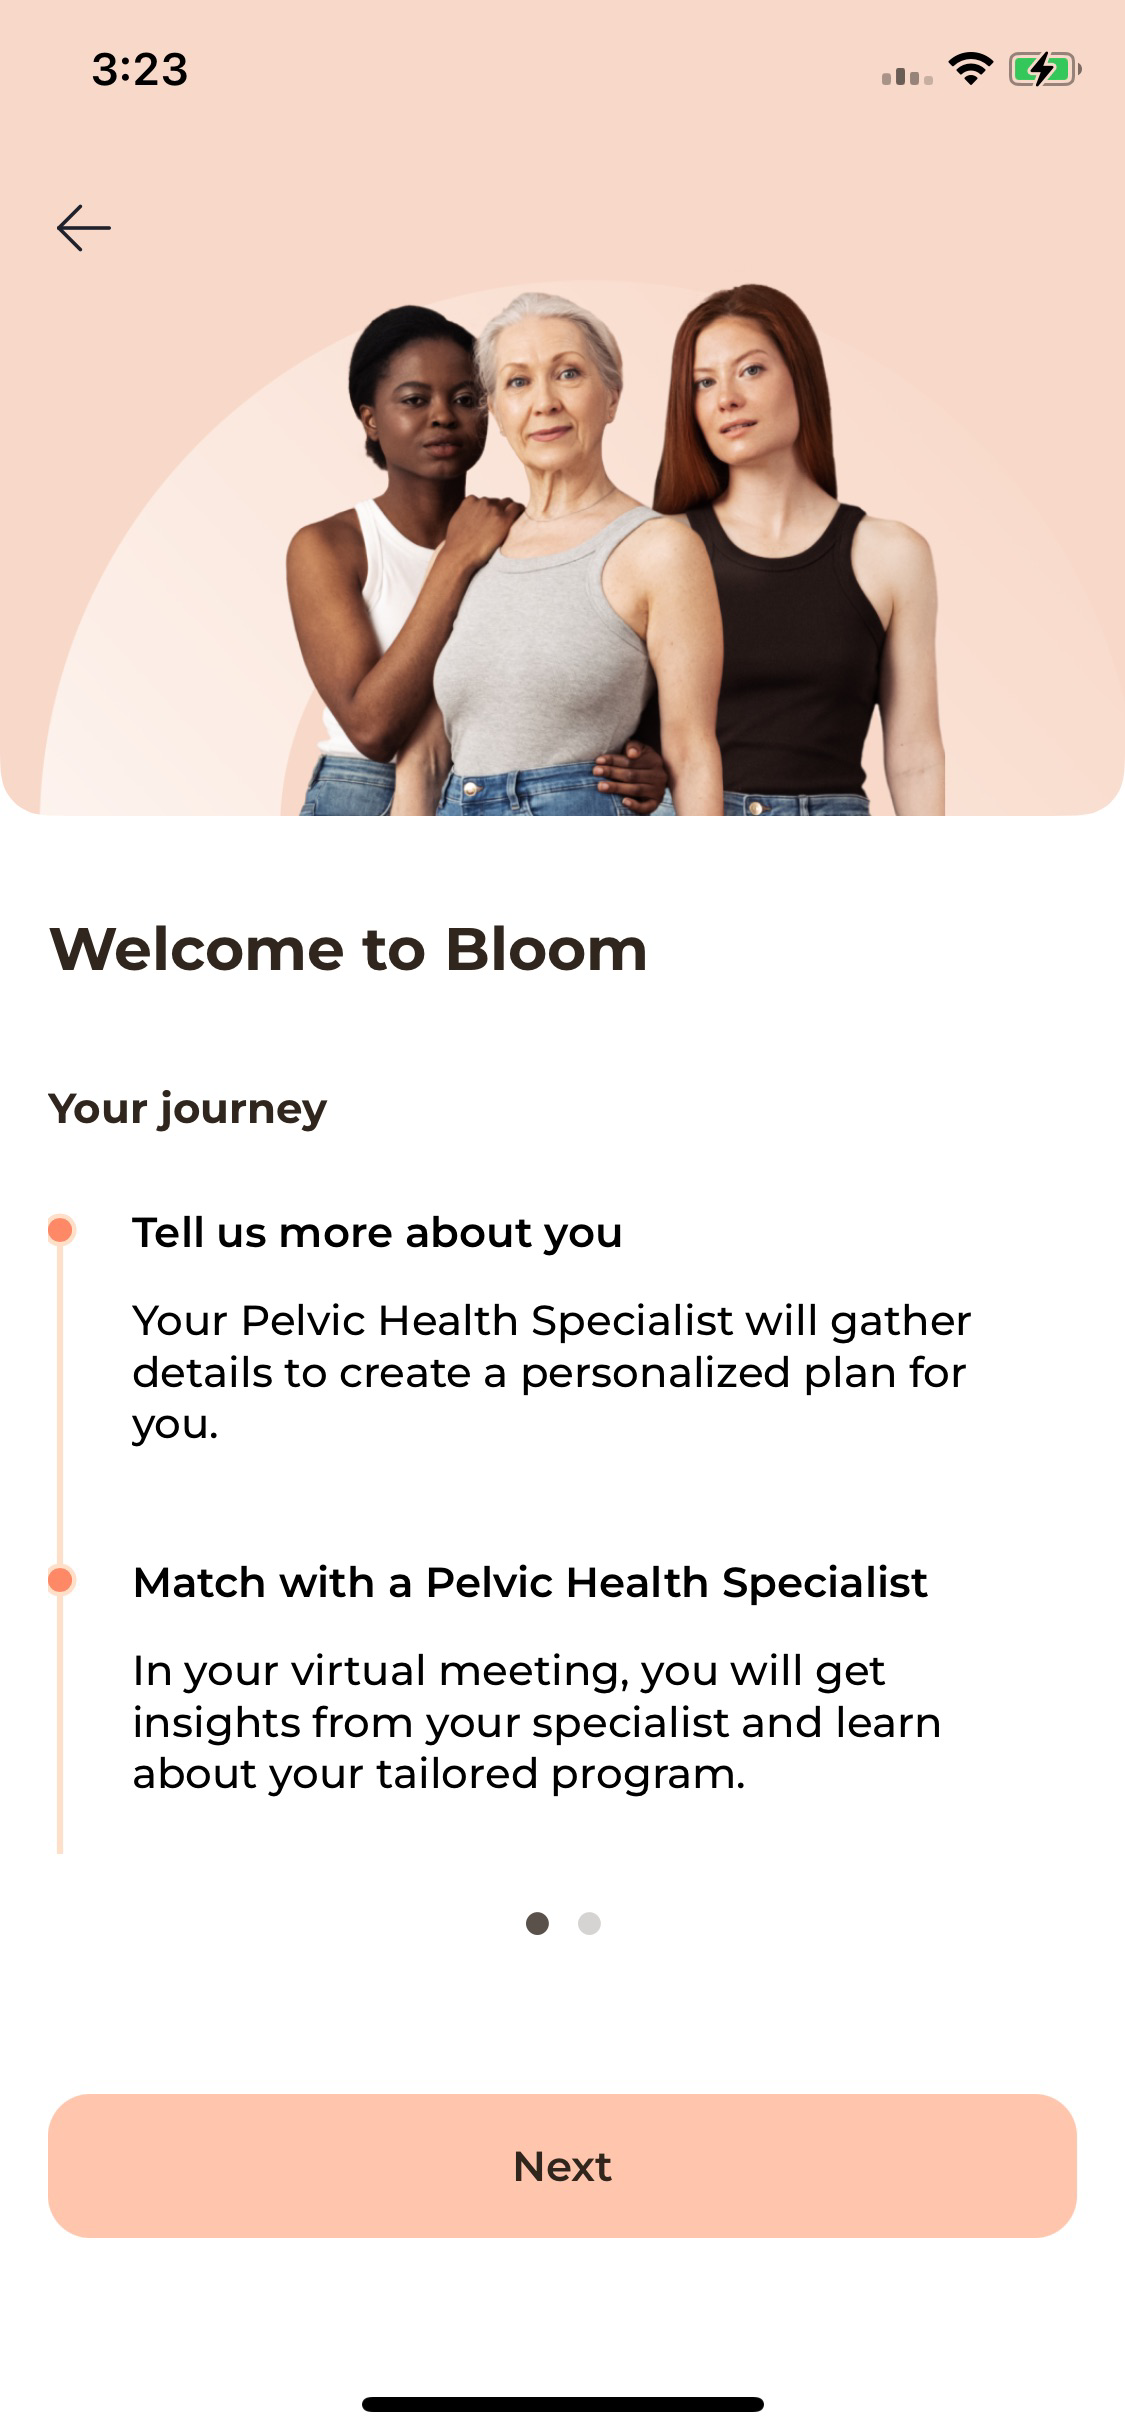 3:23
Welcome to Bloom
Your journey
Tell us more about you
Your Pelvic Health Specialist will gather
details to create a personalized plan for
you.
Match with a Pelvic Health Specialist
In your virtual meeting, you will get
insights from your specialist and learn
about your tailored program.
Next